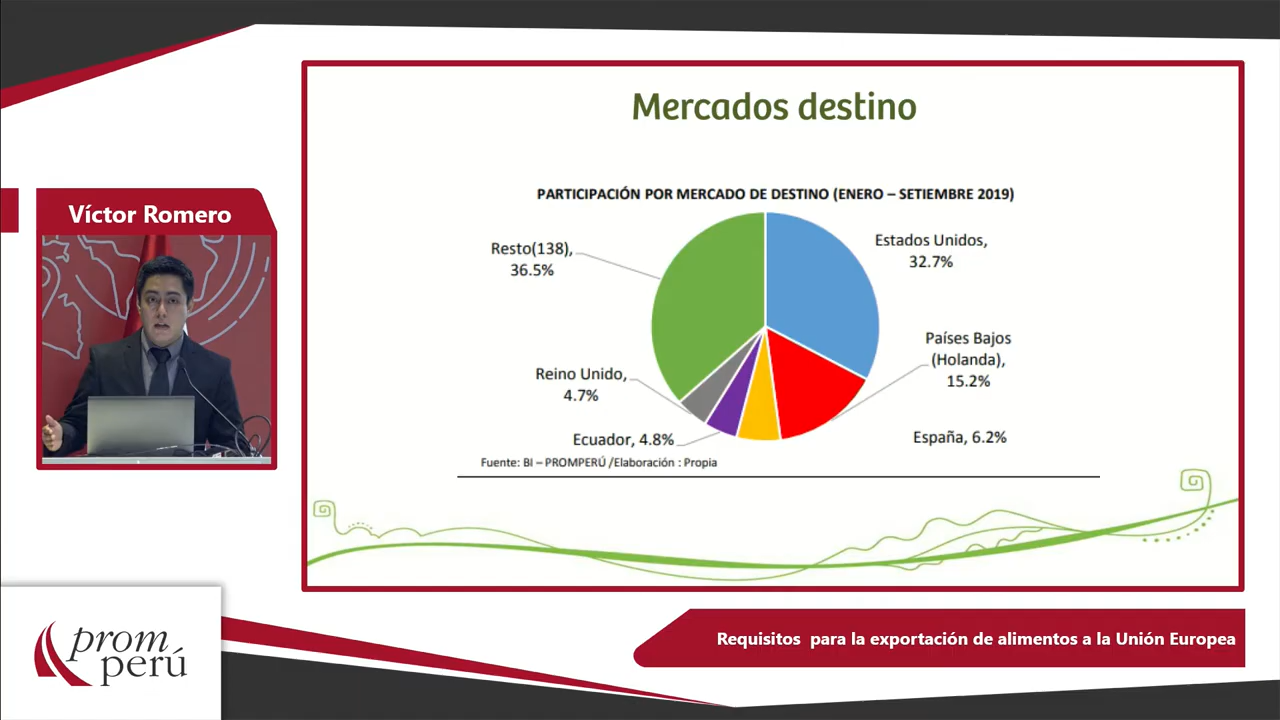 Mercados destino
PARTICIPACIÓN POR MERCADO DE DESTINO (ENERO – SETIEMBRE 2019)
Víctor Romero
Estados Unidos,
32.7%
Resto(138),
36.5%
Países Bajos
(Holanda),
15.2%
Reino Unido,
4.7%
España, 6.2%
Ecuador, 4.8%
Fuente: BI – PROMPERÚ /Elaboración : Propia
Requisitos para la exportación de alimentos a la Unión Europea
prom
perú